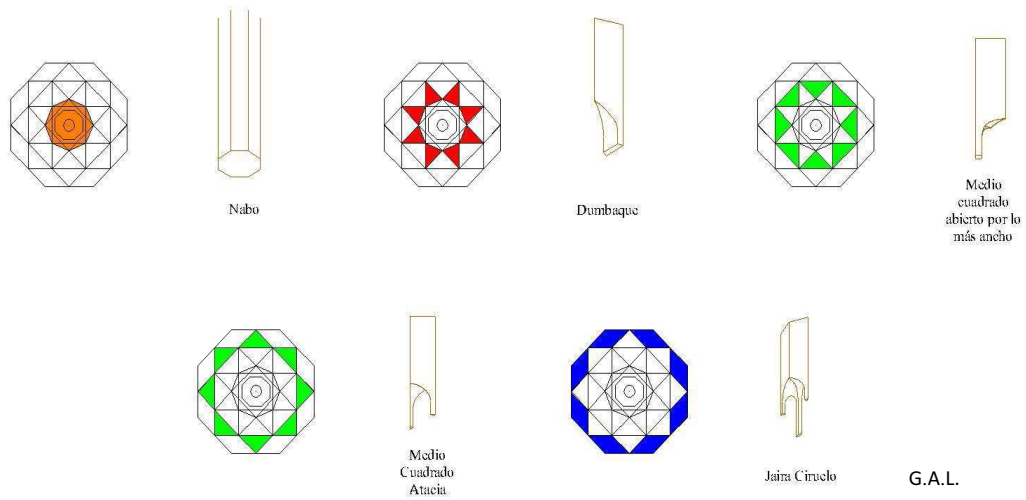 Nabo
Dumbaque
Medio
cuadrado
abierto por lo
más ancho
Medio
Cuadrado
Atacia
Jaira Ciruelo
G.A.L.